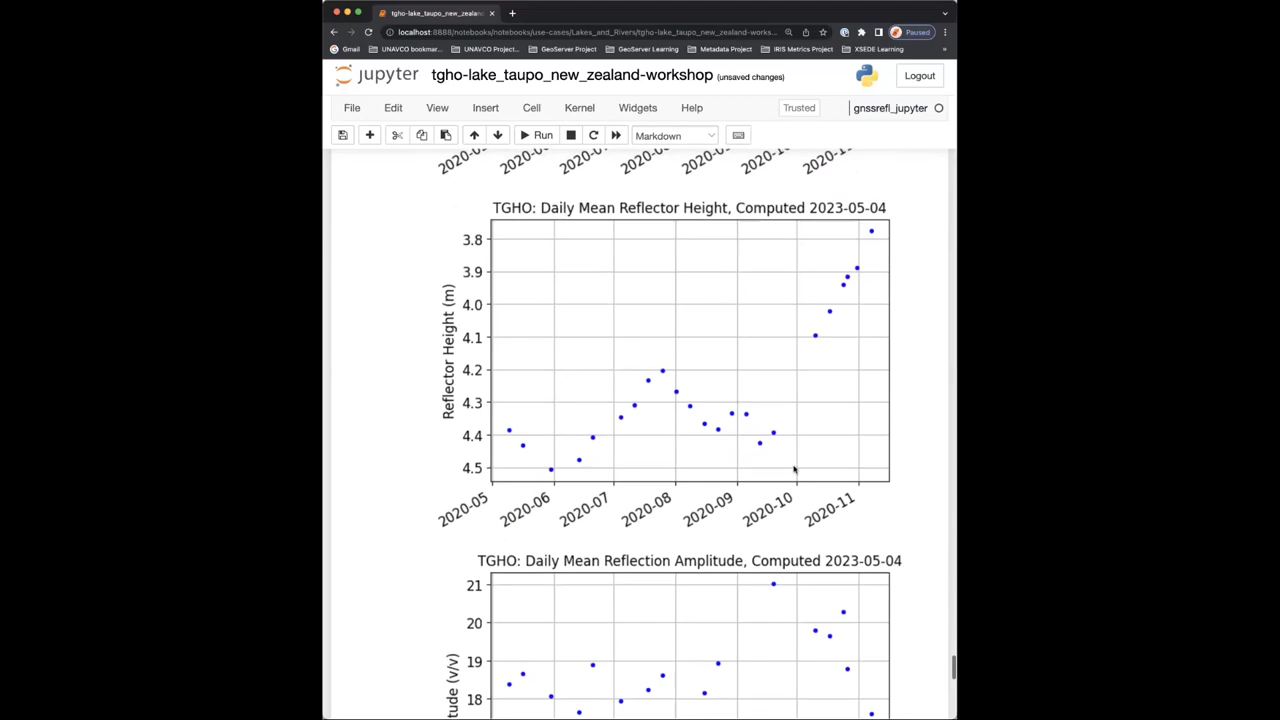 tgho-lake_taupo_new_zealan
localhost:8888/notebooks/notebooks/use-cases/Lakes_and_Rivers/tgho-lake_taupo_new_zealand-works...
Paused
Gmail UNAVCO bookmar... UNAVCO Project... GeoServer Project GeoServer Learning Metadata Project IRIS Metrics Project XSEDE Learning
jupyter tgho-lake_taupo_new_zealand-workshop (unsaved changes) Logout
File Edit View Insert Cell Kernel Widgets Help Trusted gnssrefl_jupyter
Run Markdown
TGHO: Daily Mean Reflector Height, Computed 2023-05-04
3.8
3.9
4.0
4.1
4.2
4.3
4.4
4.5
Reflector Height (m)
2020-05 2020-06 2020-07 2020-08 2020-09 2020-10 2020-11
TGHO: Daily Mean Reflection Amplitude, Computed 2023-05-04
21
20
19
18
tude (v/v)